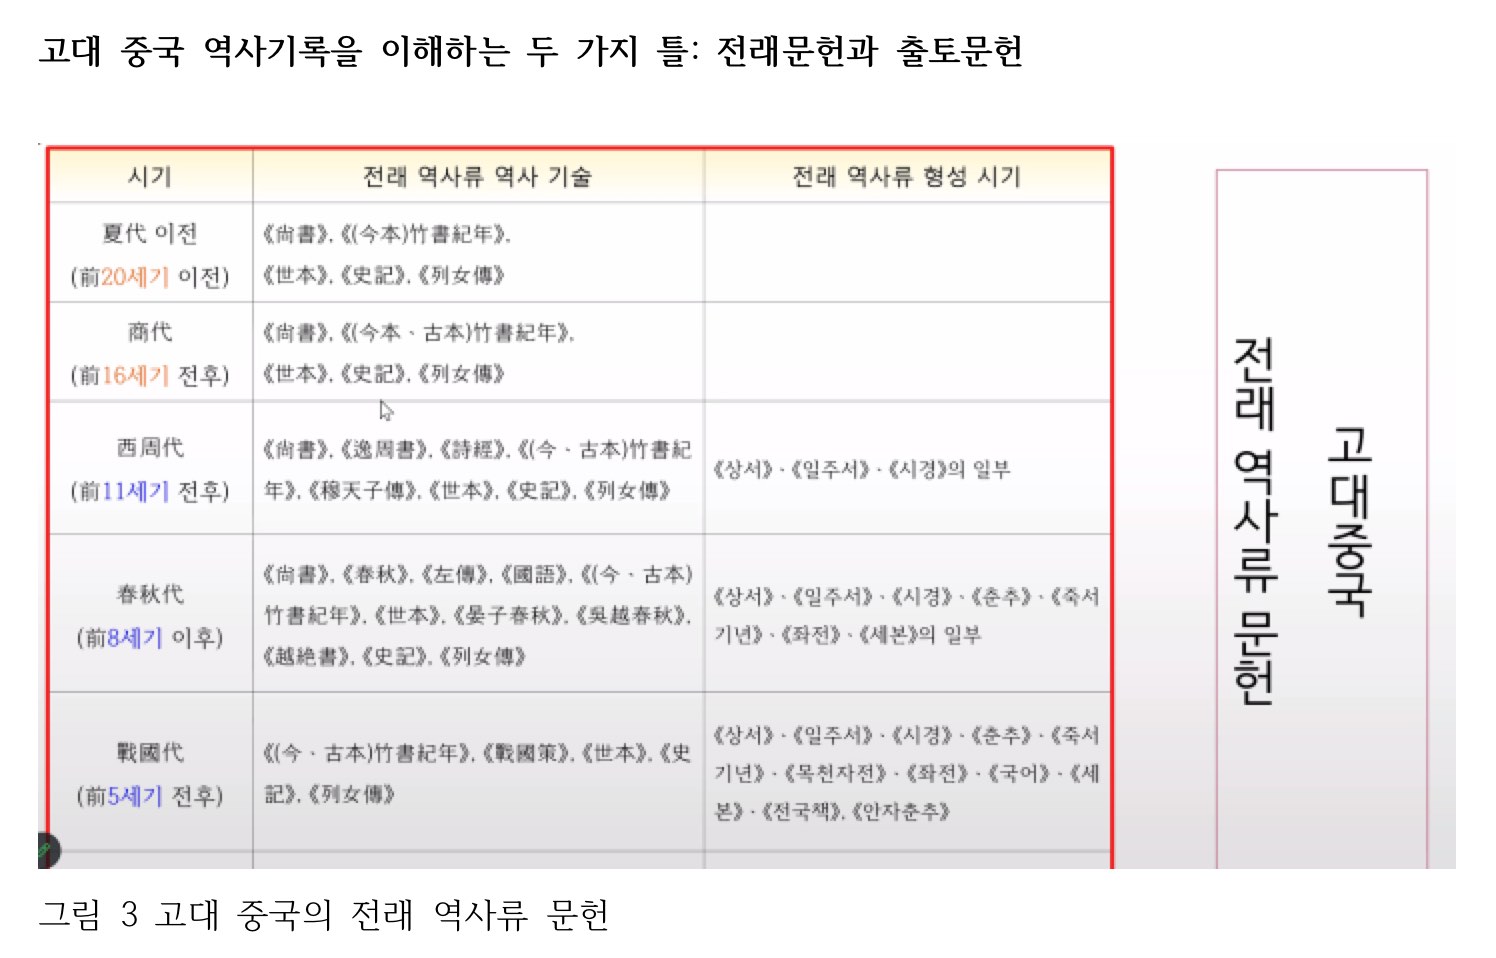 고대 중국 역사기록을 이해하는 두 가지 틀: 전래문헌과 출토문헌
시기
전래 역사류 역사 기술
전래 역사류 형성 시기
夏代 이전
(前20세기 이전)
《尙書》, 《(今本)竹書紀年》,
《世本》, 《史記》, 《列女傳》
商代
(前16세기 전후)
《尙書》, 《(今本、古本)竹書紀年》,
《世本》, 《史記》, 《列女傳》
西周代
(前11세기 전후)
《尙書》, 《逸周書》, 《詩經》, 《(今、古本)竹書紀
年》, 《穆天子傳》, 《世本》, 《史記》, 《列女傳》
《상서》·《일주서》·《시경》의 일부
春秋代
(前8세기 이후)
《尙書》, 《春秋》, 《左傳》, 《國語》, 《(今、古本)
竹書紀年》, 《世本》, 《晏子春秋》, 《吳越春秋》,
《越絶書》, 《史記》, 《列女傳》
《상서》·《일주서》·《시경》·《춘추》·《죽서
기년》·《좌전》·《세본》의 일부
戰國代
(前5세기 전후)
《(今、古本)竹書紀年》, 《戰國策》, 《世本》, 《史
記》, 《列女傳》
《상서》·《일주서》·《시경》·《춘추》·《죽서
기년》·《목천자전》·《좌전》·《국어》·《세
본》·《전국책》, 《안자춘추》
고대중국
전래 역사류 문헌
그림 3 고대 중국의 전래 역사류 문헌